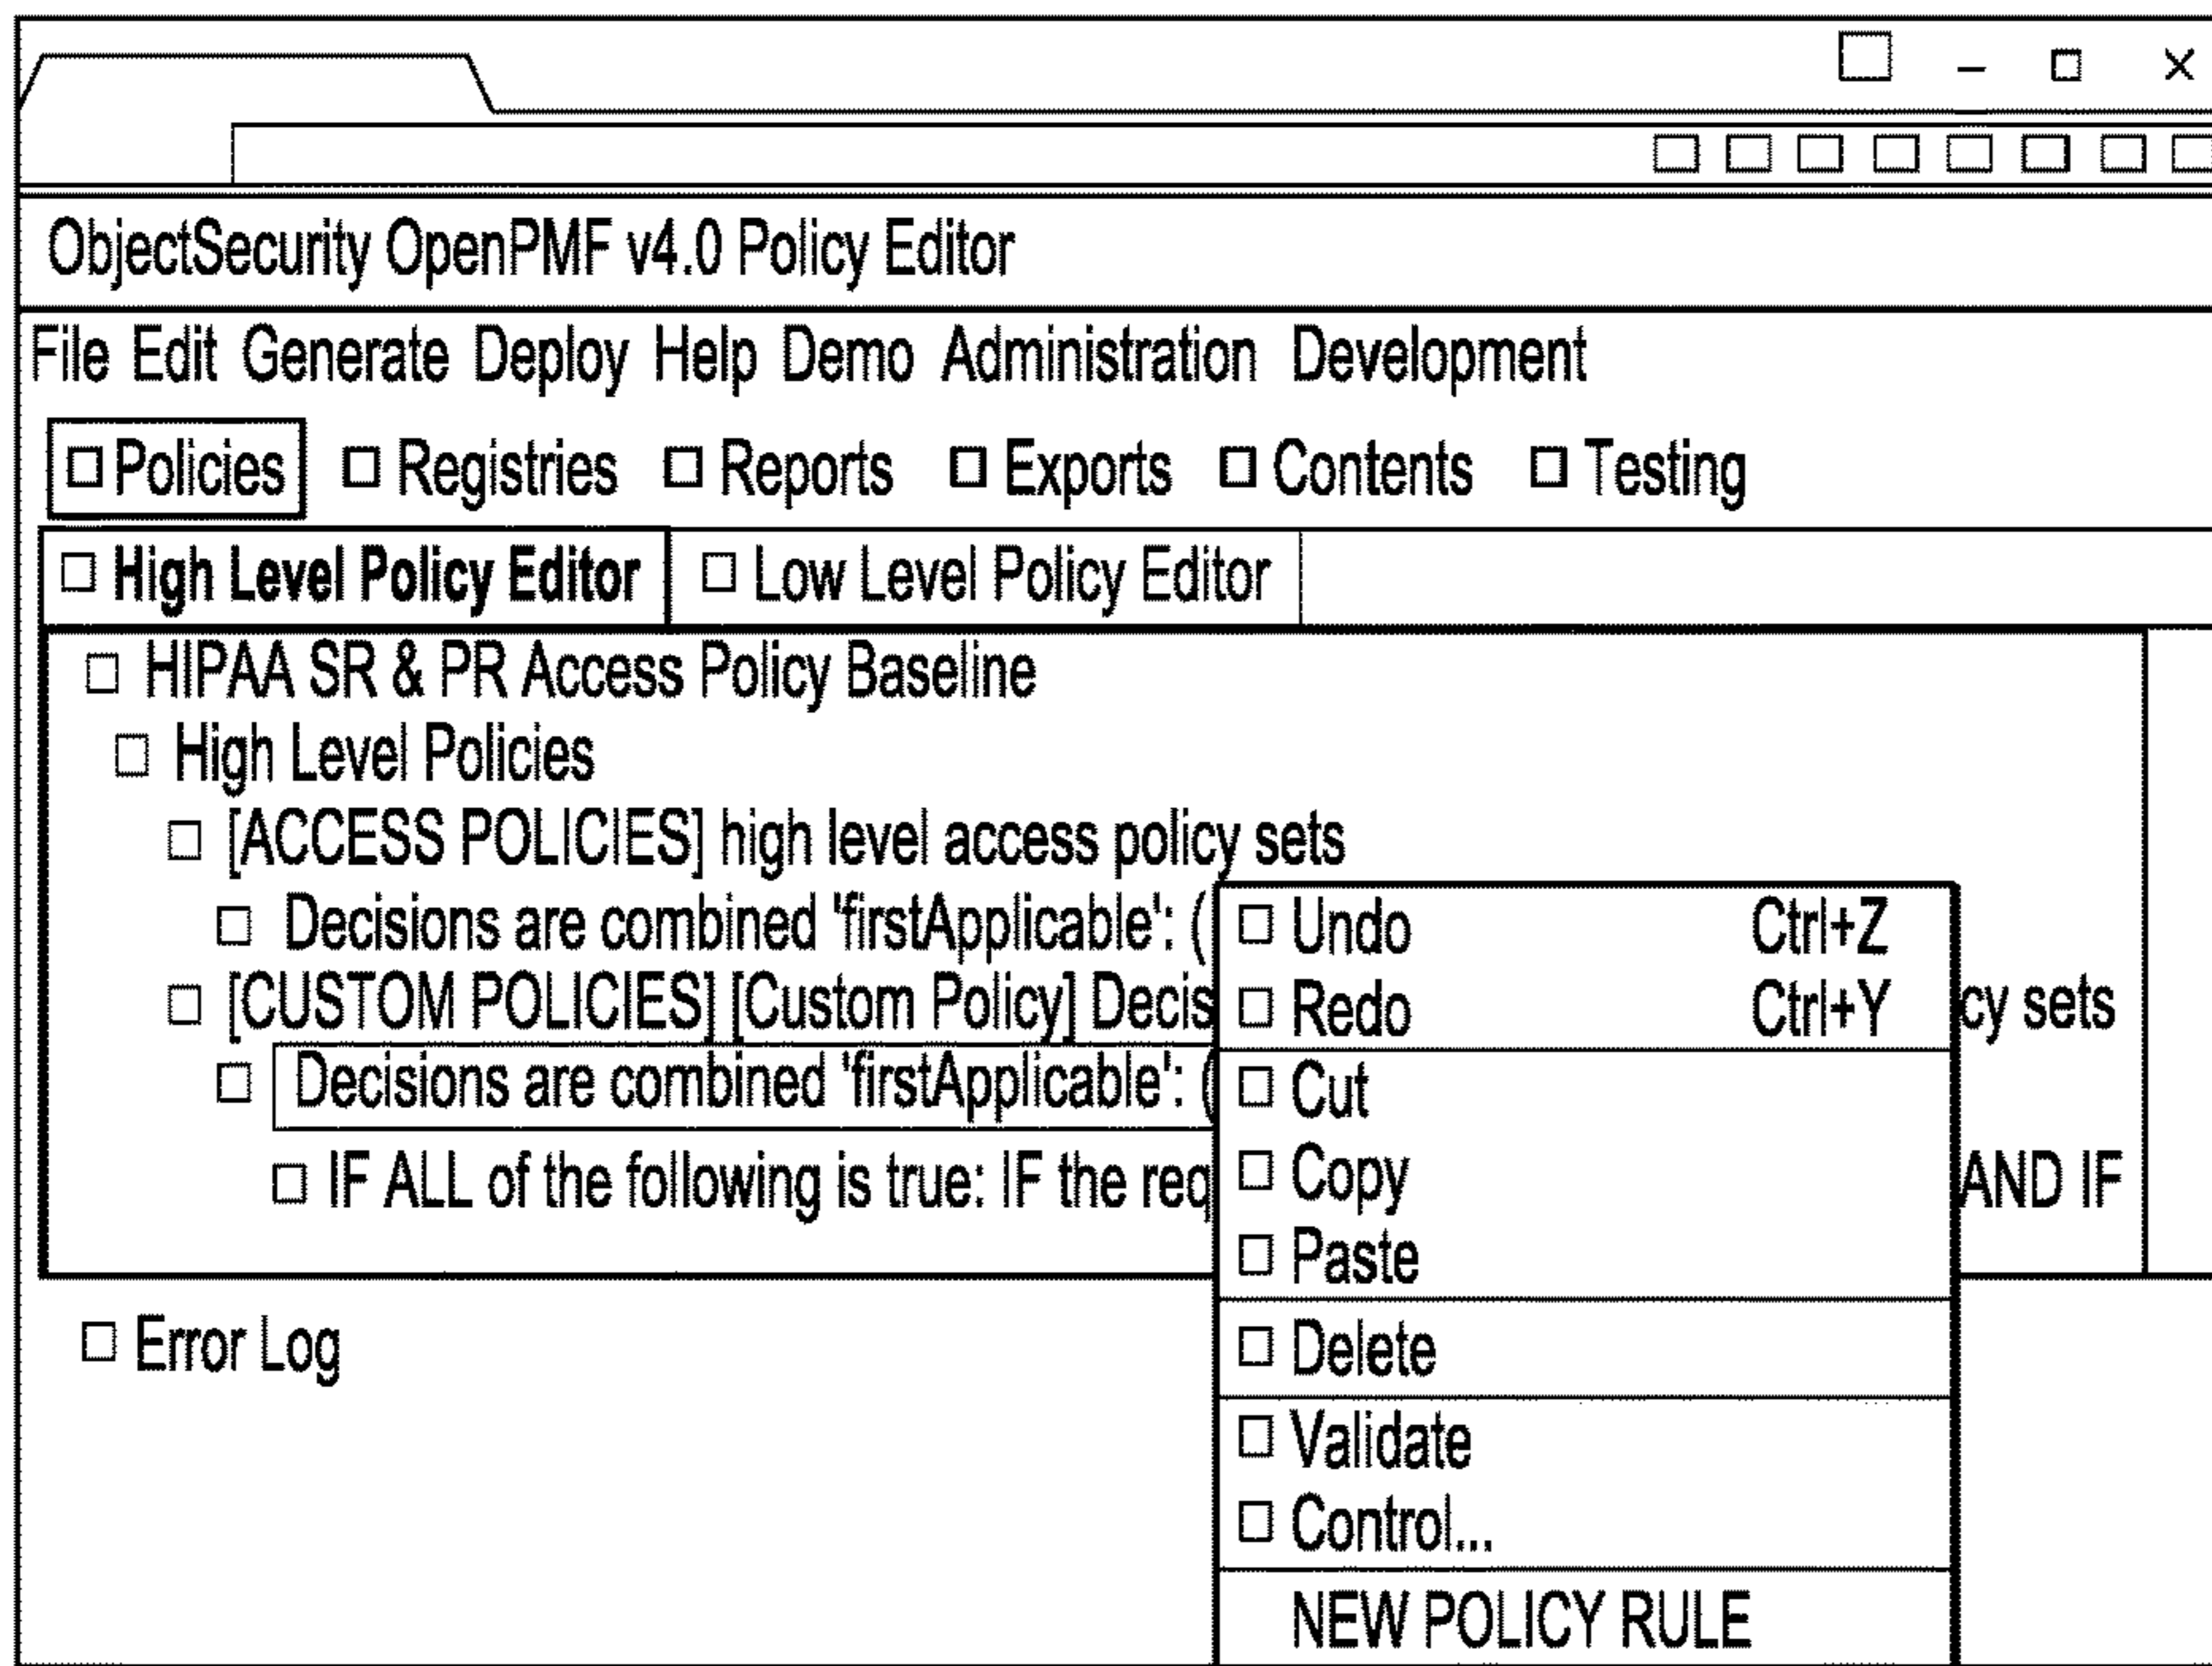 ObjectSecurity OpenPMF v4.0 Policy Editor
File Edit Generate Deploy Help Demo Administration Development
Policies Registries Reports Exports Contents Testing
High Level Policy Editor Low Level Policy Editor
HIPAA SR & PR Access Policy Baseline
High Level Policies
[ACCESS POLICIES] high level access policy sets
Decisions are combined 'firstApplicable': (
[CUSTOM POLICIES] [Custom Policy] Decis cy sets
Decisions are combined 'firstApplicable': (
IF ALL of the following is true: IF the req AND IF
Error Log
Undo Ctrl+Z
Redo Ctrl+Y
Cut
Copy
Paste
Delete
Validate
Control...
NEW POLICY RULE